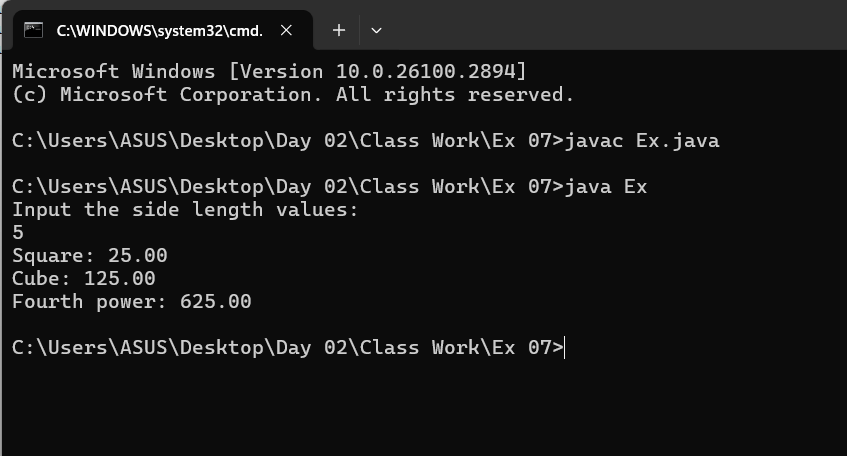 C:\WINDOWS\system32\cmd.
Microsoft Windows [Version 10.0.26100.2894]
(c) Microsoft Corporation. All rights reserved.
C:\Users\ASUS\Desktop\Day 02\Class Work\Ex 07>javac Ex.java
C:\Users\ASUS\Desktop\Day 02\Class Work\Ex 07>java Ex
Input the side length values:
5
Square: 25.00
Cube: 125.00
Fourth power: 625.00
C:\Users\ASUS\Desktop\Day 02\Class Work\Ex 07>